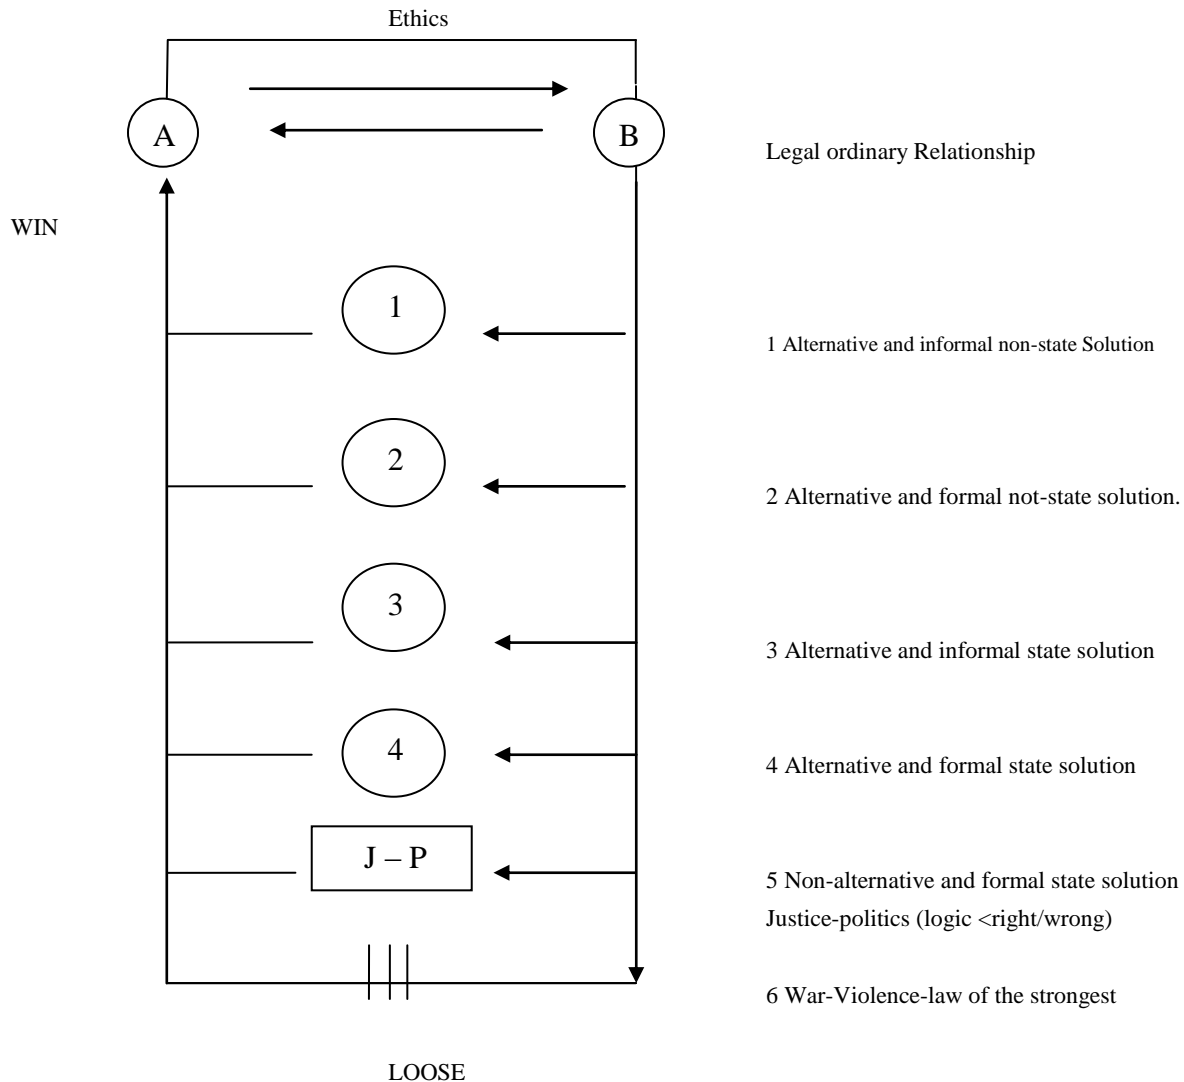 Ethics
A
B
Legal ordinary Relationship
WIN
1
1 Alternative and informal non-state Solution
2
2 Alternative and formal not-state solution.
3
3 Alternative and informal state solution
4
4 Alternative and formal state solution
J – P
5 Non-alternative and formal state solution
Justice-politics (logic <right/wrong)
6 War-Violence-law of the strongest
LOOSE